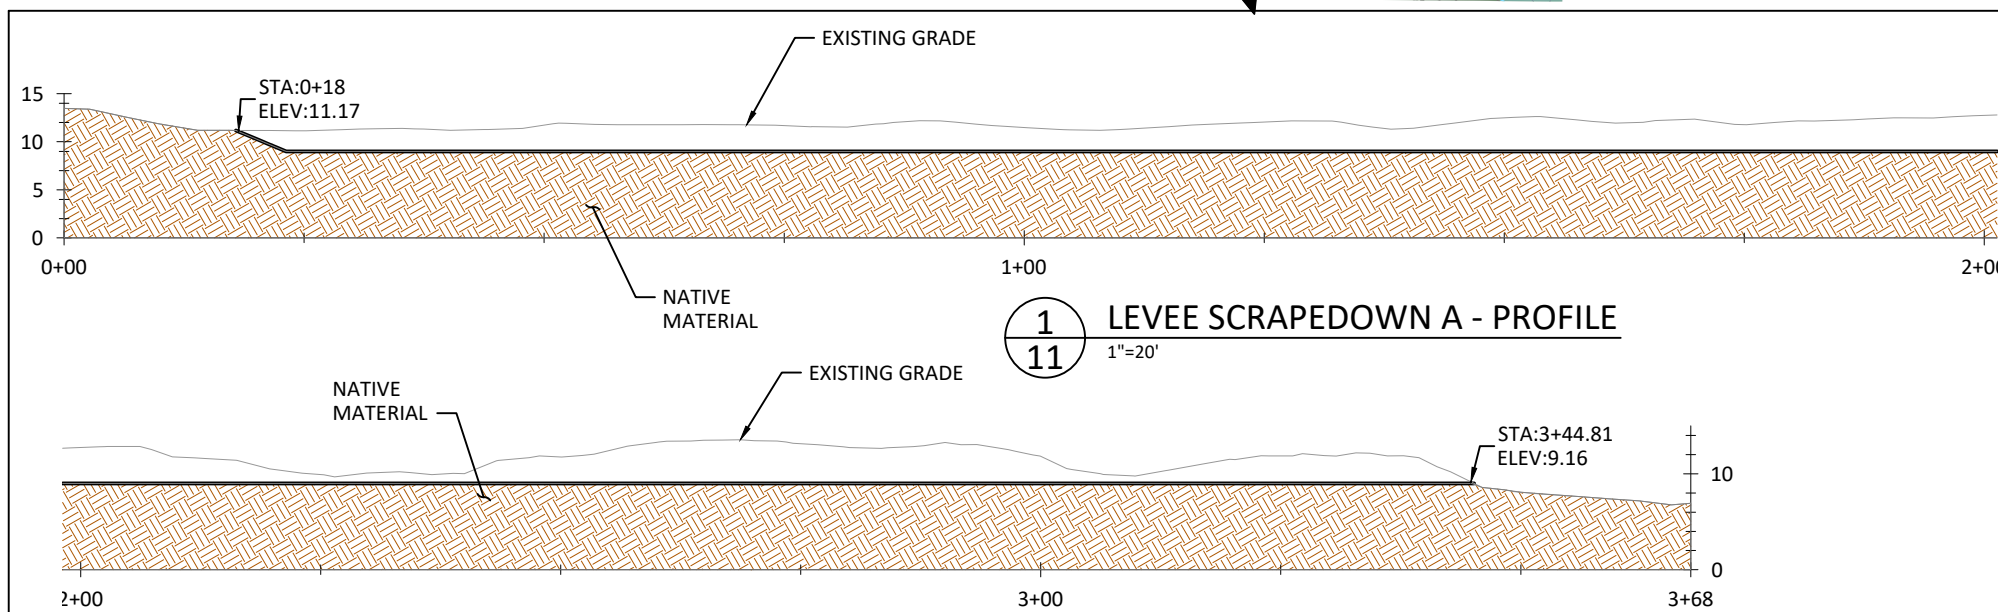 EXISTING GRADE
STA:0+18
ELEV:11.17
15
10
5
0
0+00
1+00
2+00
NATIVE
MATERIAL
1
11
LEVEE SCRAPEDOWN A - PROFILE
1"=20'
EXISTING GRADE
NATIVE
MATERIAL
STA:3+44.81
ELEV:9.16
10
0
2+00
3+00
3+68